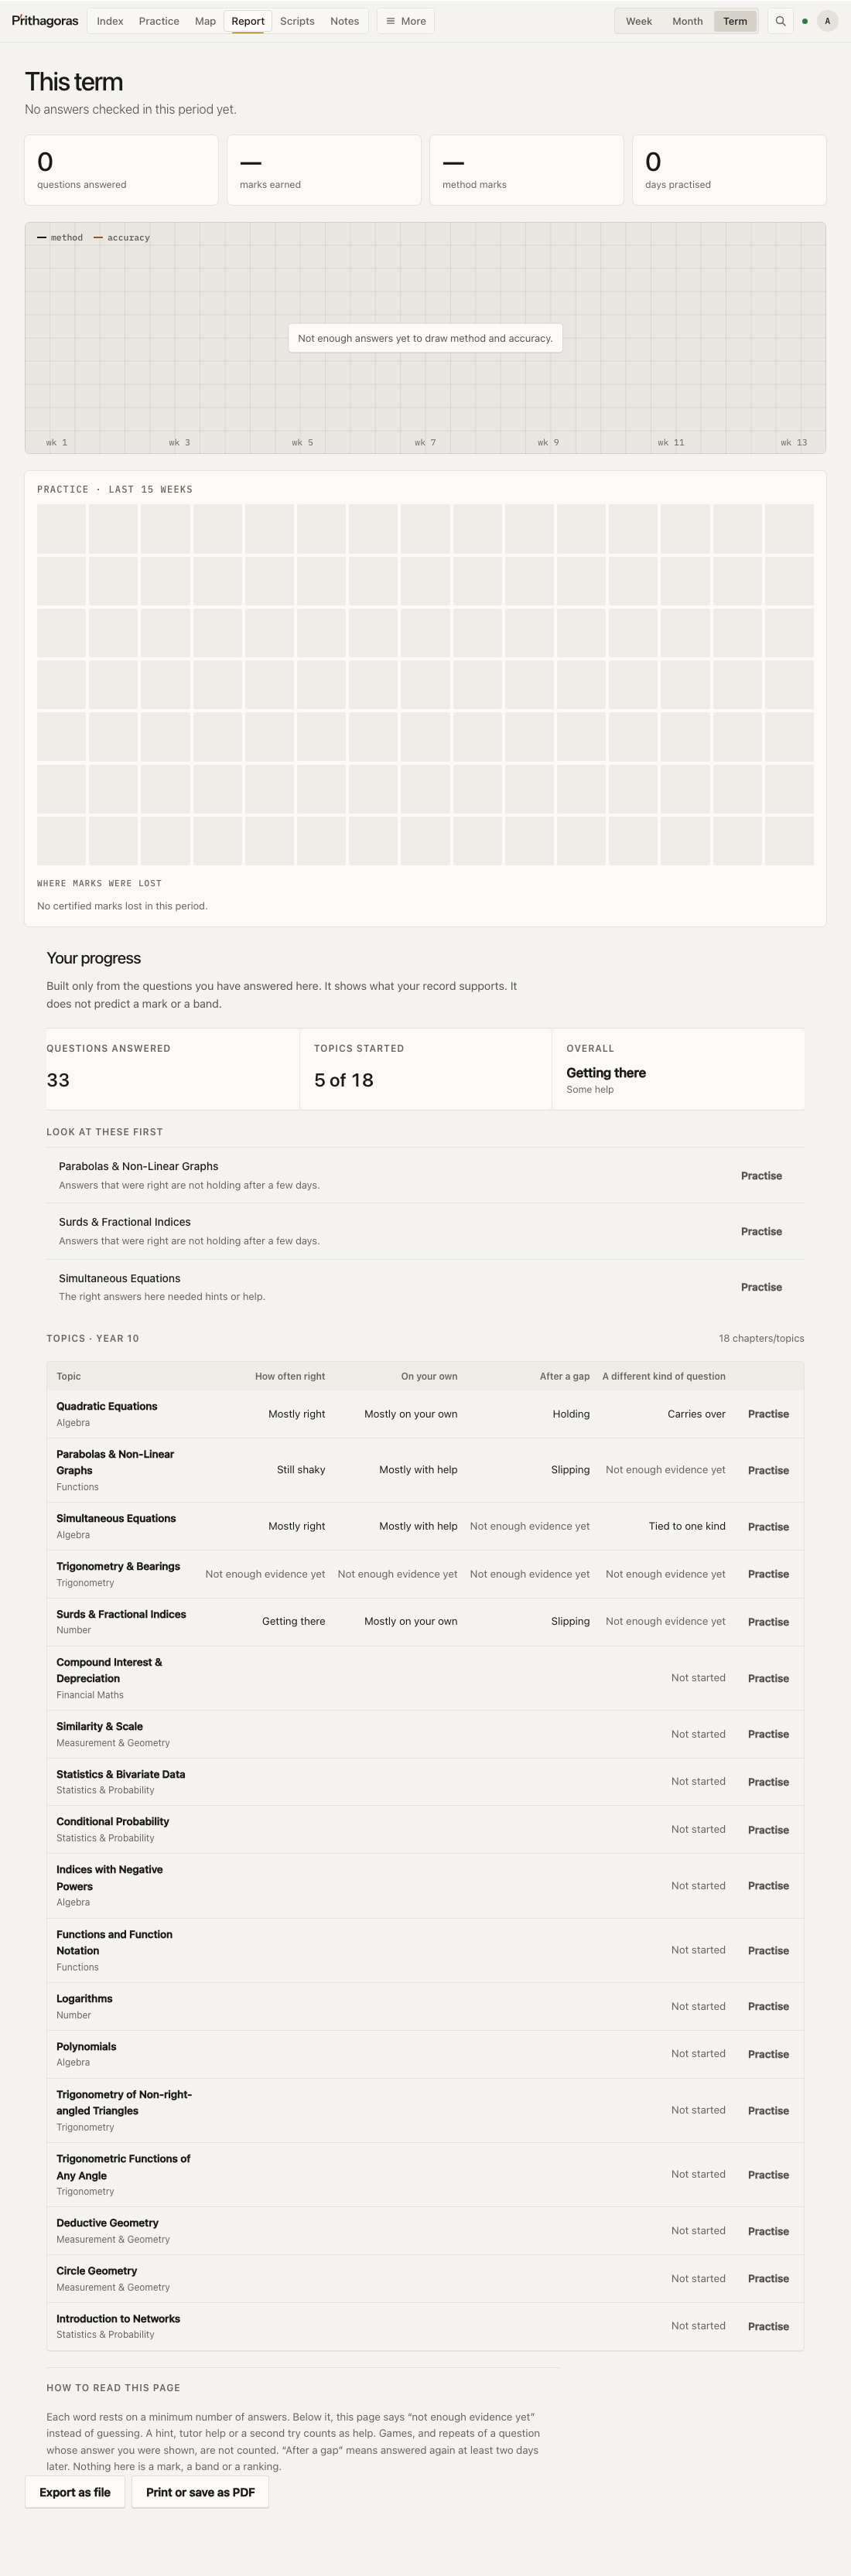 Prithagoras
Index Practice Map Report Scripts Notes More
Week Month Term
A
This term
No answers checked in this period yet.
0
questions answered
—
marks earned
—
method marks
0
days practised
method accuracy
Not enough answers yet to draw method and accuracy.
wk 1 wk 3 wk 5 wk 7 wk 9 wk 11 wk 13
PRACTICE · LAST 15 WEEKS
WHERE MARKS WERE LOST
No certified marks lost in this period.
Your progress
Built only from the questions you have answered here. It shows what your record supports. It
does not predict a mark or a band.
QUESTIONS ANSWERED
33
TOPICS STARTED
5 of 18
OVERALL
Getting there
Some help
LOOK AT THESE FIRST
Parabolas & Non-Linear Graphs
Answers that were right are not holding after a few days.
Practise
Surds & Fractional Indices
Answers that were right are not holding after a few days.
Practise
Simultaneous Equations
The right answers here needed hints or help.
Practise
TOPICS · YEAR 10
18 chapters/topics
Topic How often right On your own After a gap A different kind of question
Quadratic Equations
Algebra
Mostly right Mostly on your own Holding Carries over Practise
Parabolas & Non-Linear
Graphs
Functions
Still shaky Mostly with help Slipping Not enough evidence yet Practise
Simultaneous Equations
Algebra
Mostly right Mostly with help Not enough evidence yet Tied to one kind Practise
Trigonometry & Bearings
Trigonometry
Not enough evidence yet Not enough evidence yet Not enough evidence yet Not enough evidence yet Practise
Surds & Fractional Indices
Number
Getting there Mostly on your own Slipping Not enough evidence yet Practise
Compound Interest &
Depreciation
Financial Maths
Not started Practise
Similarity & Scale
Measurement & Geometry
Not started Practise
Statistics & Bivariate Data
Statistics & Probability
Not started Practise
Conditional Probability
Statistics & Probability
Not started Practise
Indices with Negative
Powers
Algebra
Not started Practise
Functions and Function
Notation
Functions
Not started Practise
Logarithms
Number
Not started Practise
Polynomials
Algebra
Not started Practise
Trigonometry of Non-right-
angled Triangles
Trigonometry
Not started Practise
Trigonometric Functions of
Any Angle
Trigonometry
Not started Practise
Deductive Geometry
Measurement & Geometry
Not started Practise
Circle Geometry
Measurement & Geometry
Not started Practise
Introduction to Networks
Statistics & Probability
Not started Practise
HOW TO READ THIS PAGE
Each word rests on a minimum number of answers. Below it, this page says “not enough evidence yet”
instead of guessing. A hint, tutor help or a second try counts as help. Games, and repeats of a question
whose answer you were shown, are not counted. “After a gap” means answered again at least two days
later. Nothing here is a mark, a band or a ranking.
Export as file Print or save as PDF